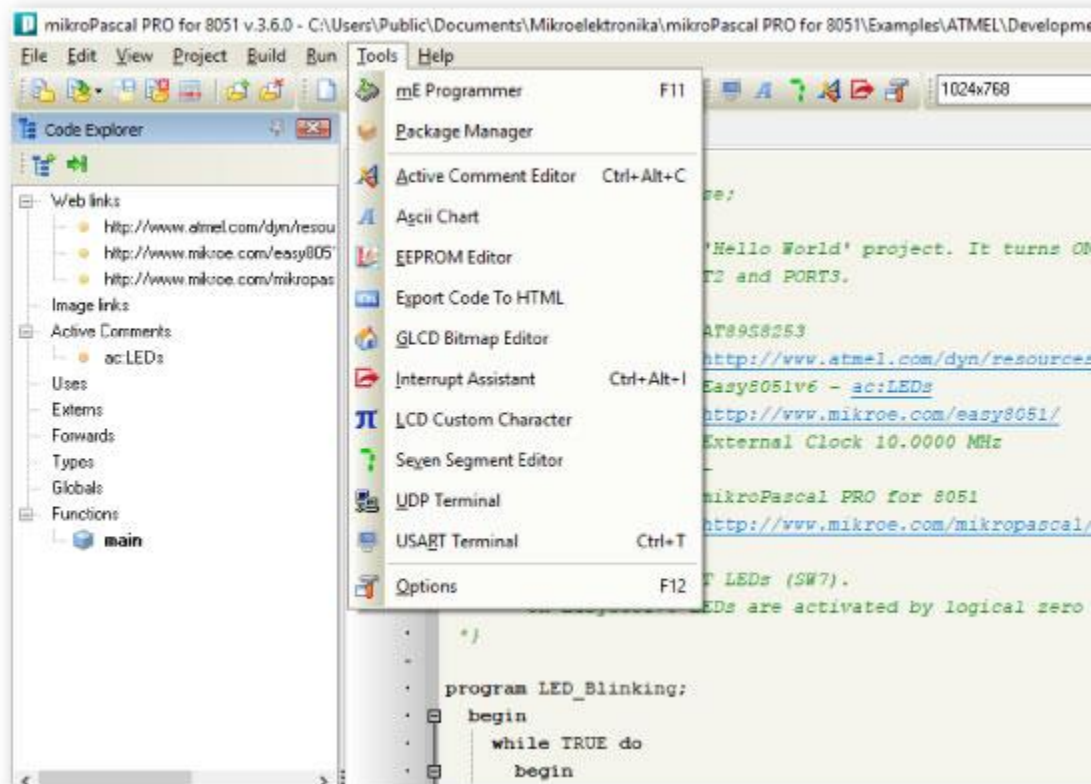 mikroPascal PRO for 8051 v.3.6.0 - C:\Users\Public\Documents\Mikroelektronika\mikroPascal PRO for 8051\Examples\ATMEL\Developme
File Edit View Project Build Run Tools Help
1024x768
Code Explorer
Web links
http://www.atmel.com/dyn/resou
http://www.mikroe.com/easy805
http://www.mikroe.com/mikropas
Image links
Active Comments
ac:LEDs
Uses
Externs
Forwards
Types
Globals
Functions
main
mE Programmer F11
Package Manager
Active Comment Editor Ctrl+Alt+C
Ascii Chart
EEPROM Editor
Export Code To HTML
GLCD Bitmap Editor
Interrupt Assistant Ctrl+Alt+I
LCD Custom Character
Seven Segment Editor
UDP Terminal
USART Terminal Ctrl+T
Options F12
se;
'Hello World' project. It turns ON
T2 and PORT3.
AT89S8253
http://www.atmel.com/dyn/resources
Easy8051v6 - ac:LEDs
http://www.mikroe.com/easy8051/
External Clock 10.0000 MHz
-
mikroPascal PRO for 8051
http://www.mikroe.com/mikropascal/
T LEDs (SW7).
EDs are activated by logical zero
*)
program LED_Blinking;
begin
while TRUE do
begin